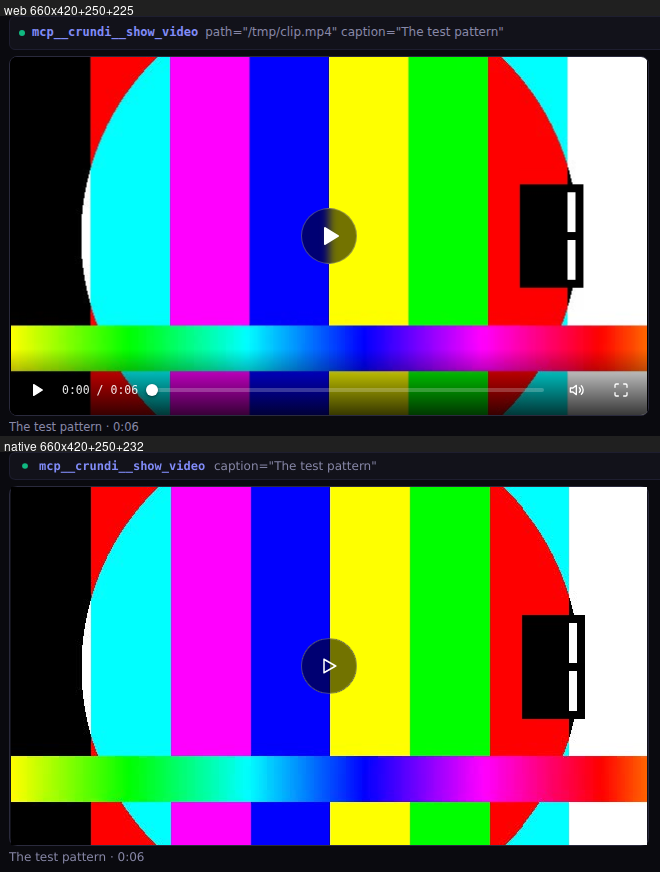 web 660x420+250+225
mcp__crundi__show_video path="/tmp/clip.mp4" caption="The test pattern"
0:00 / 0:06
The test pattern · 0:06
native 660x420+250+232
mcp__crundi__show_video caption="The test pattern"
The test pattern · 0:06